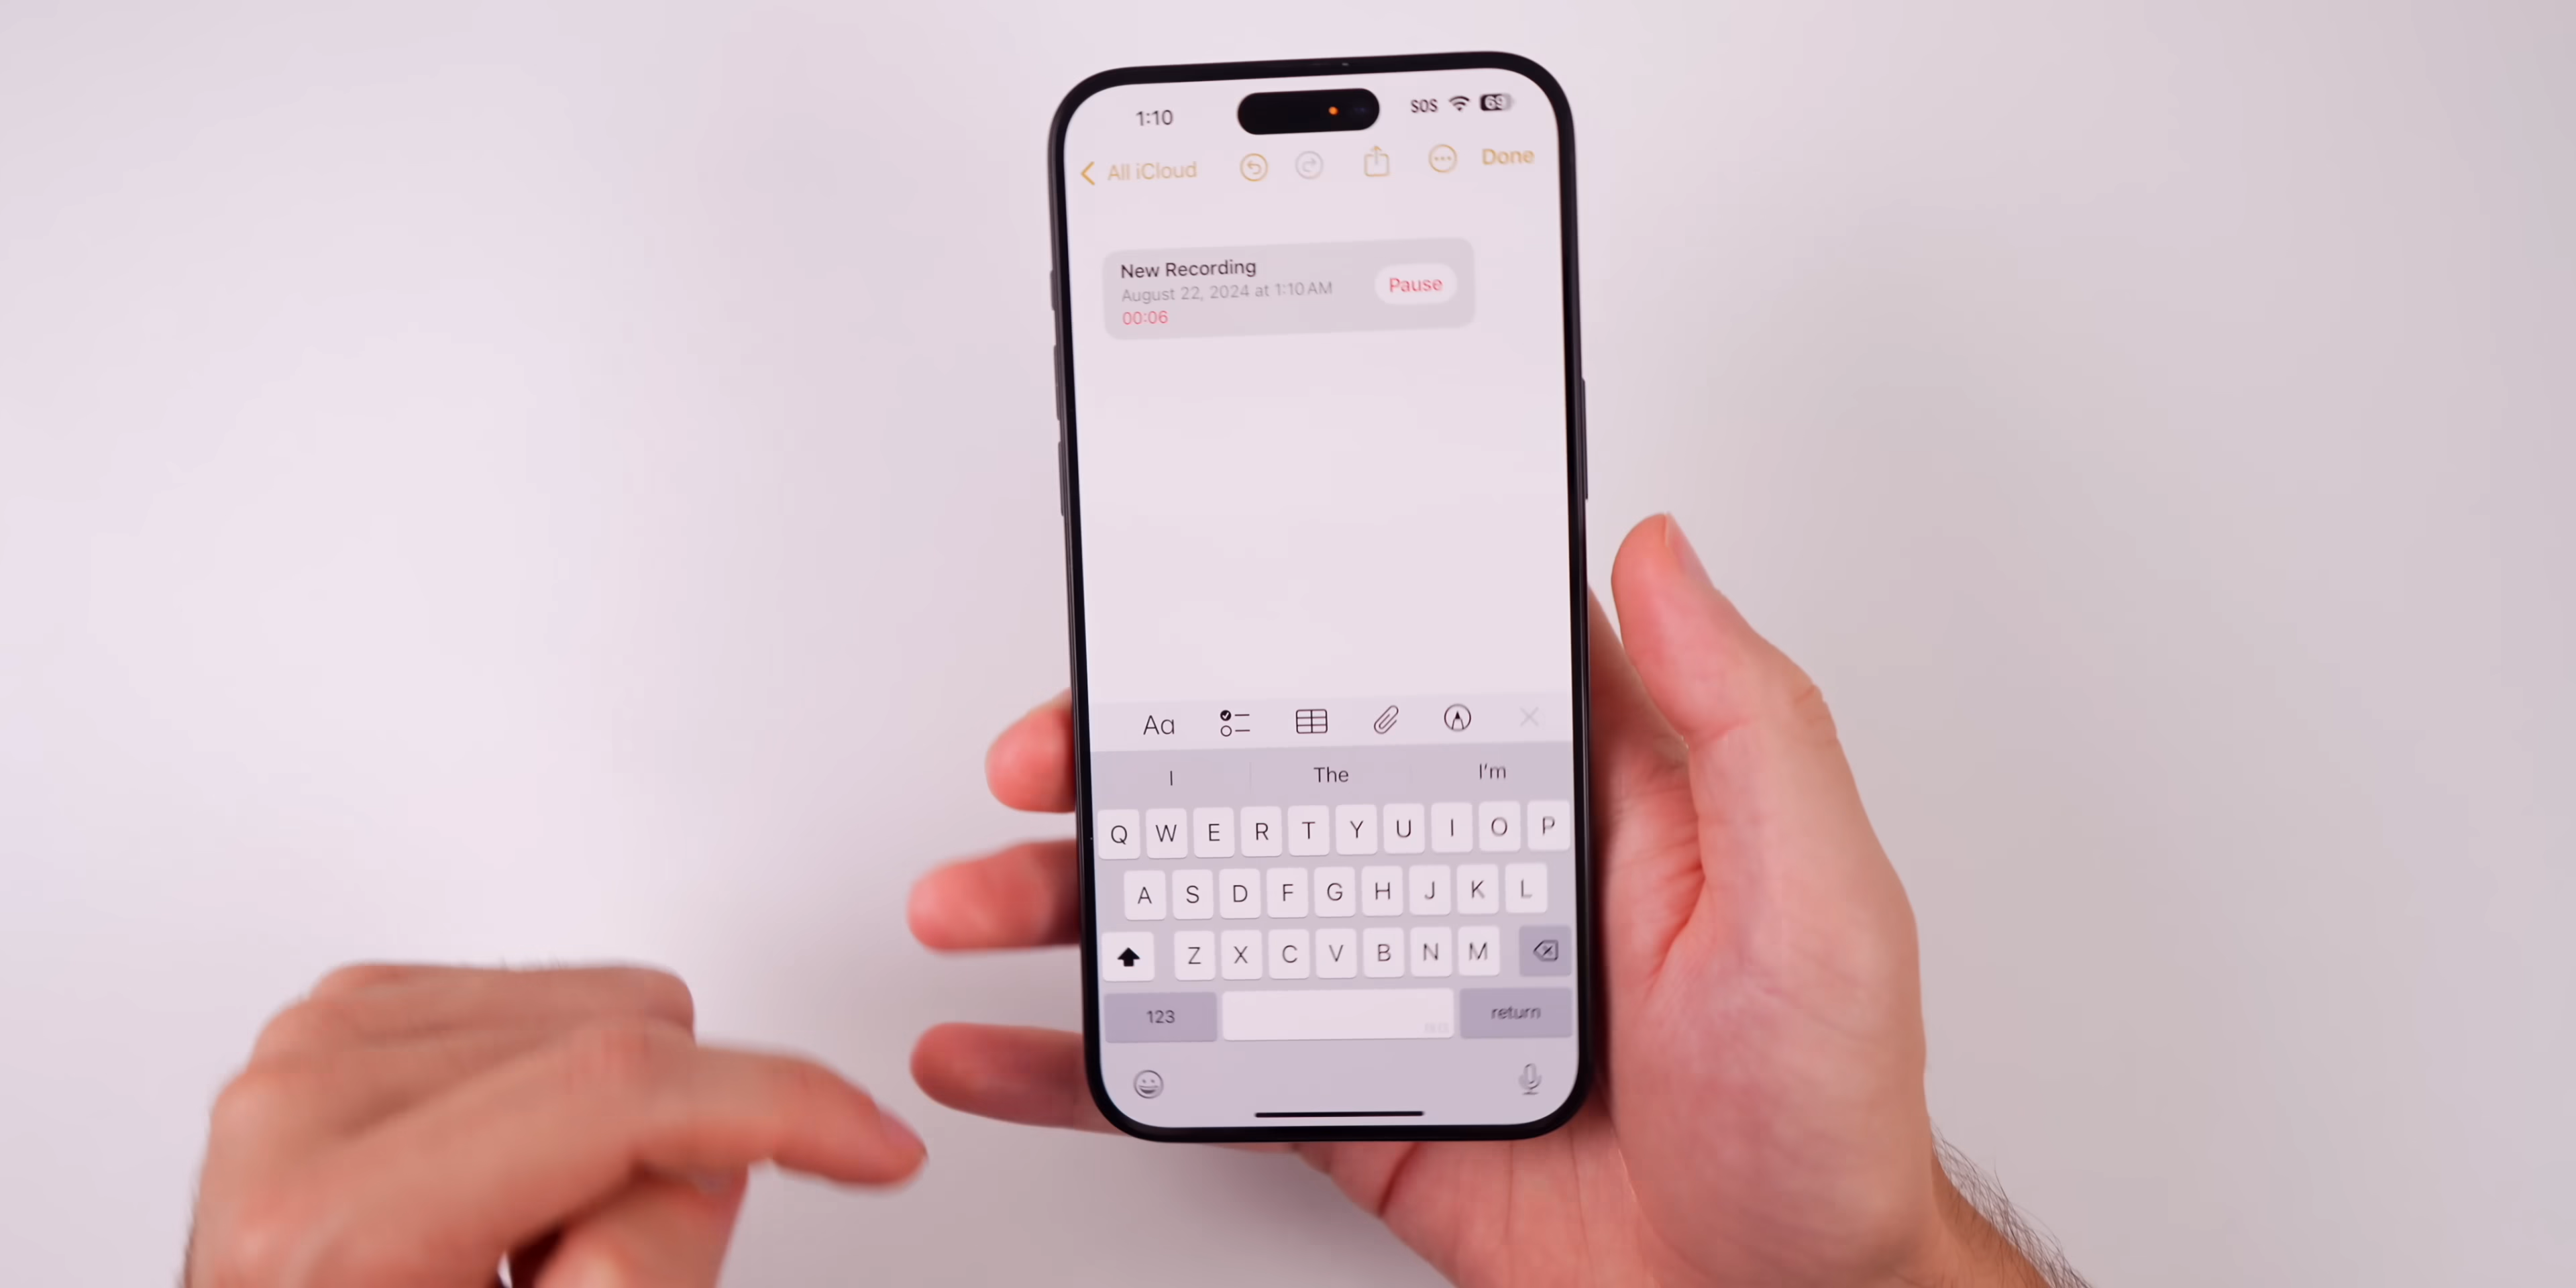 1:10
SOS
69
All iCloud
Done
New Recording
August 22, 2024 at 1:10 AM
Pause
00:06
Aa
I The I'm
Q W E R T Y U I O P
A S D F G H J K L
Z X C V B N M
123
return